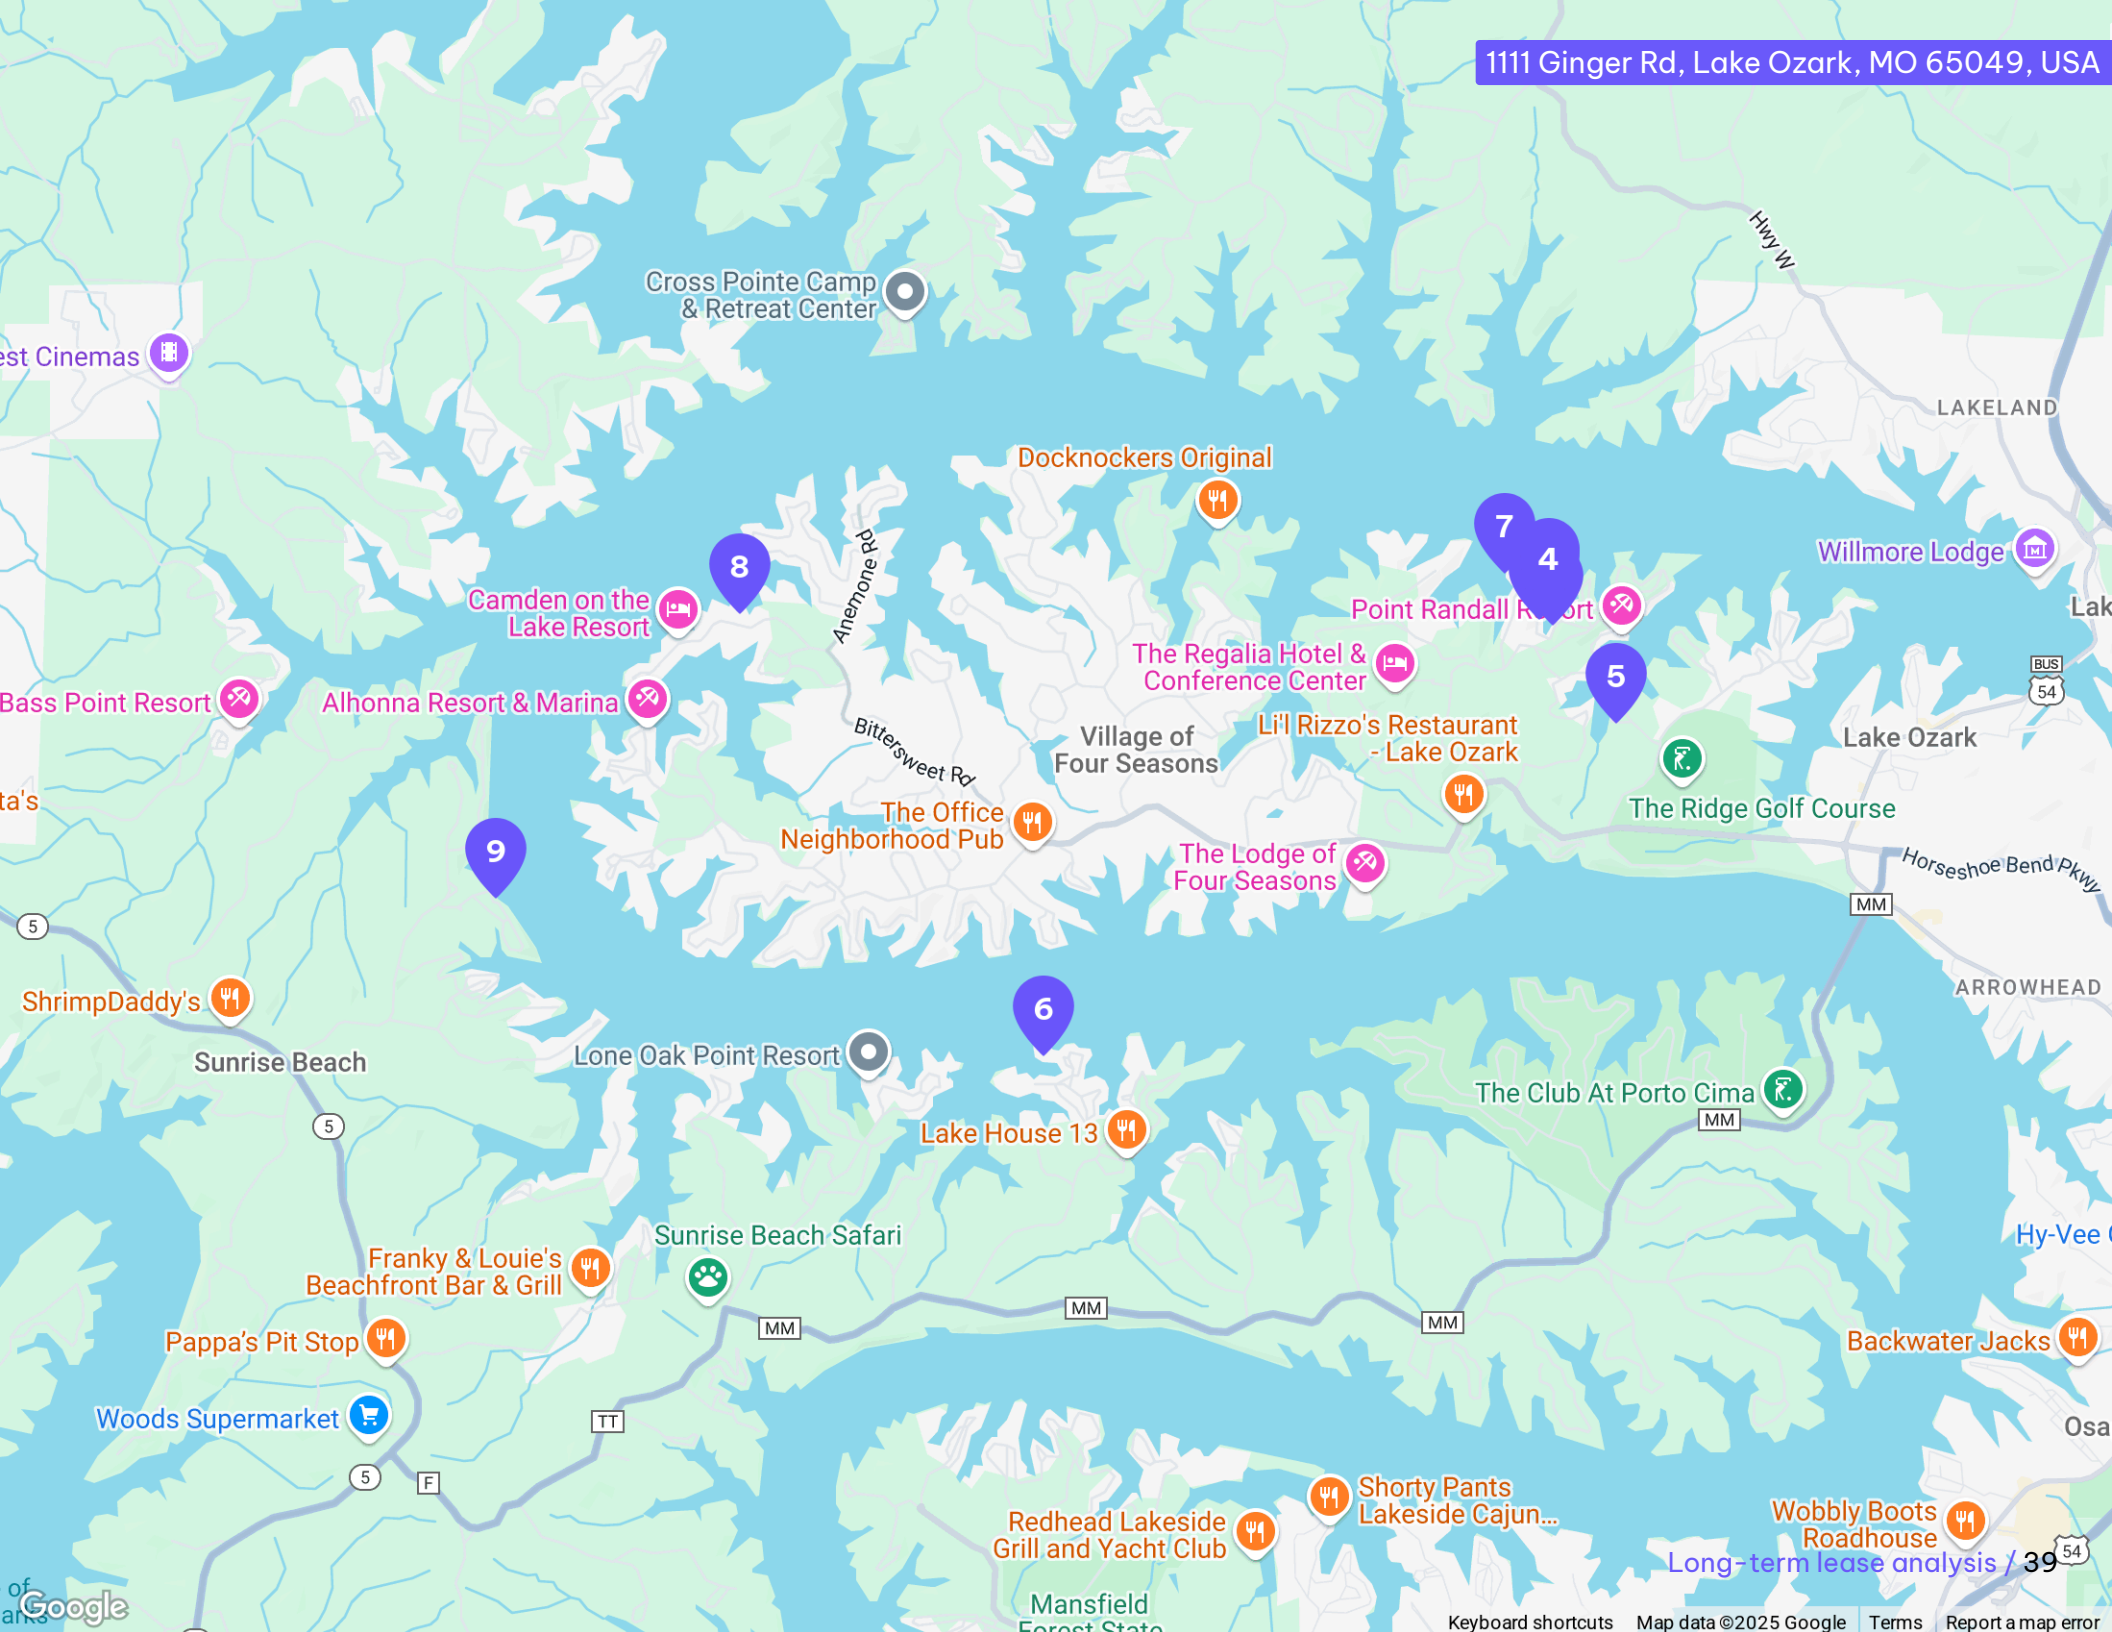 1111 Ginger Rd, Lake Ozark, MO 65049, USA
Hwy W
Cross Pointe Camp
& Retreat Center
est Cinemas
LAKELAND
Docknockers Original
7
4
8
Anemone Rd
Willmore Lodge
Camden on the
Lake Resort
Point Randall Resort
Lak
The Regalia Hotel &
Conference Center
5
BUS
54
Bass Point Resort
Alhonna Resort & Marina
Li'l Rizzo's Restaurant
- Lake Ozark
Village of
Four Seasons
Lake Ozark
Bittersweet Rd
ta's
The Office
Neighborhood Pub
The Ridge Golf Course
9
The Lodge of
Four Seasons
Horseshoe Bend Pkwy
MM
5
ARROWHEAD
ShrimpDaddy's
6
Sunrise Beach
Lone Oak Point Resort
The Club At Porto Cima
MM
5
Lake House 13
Sunrise Beach Safari
Hy-Vee
Franky & Louie's
Beachfront Bar & Grill
MM
MM
MM
Pappa's Pit Stop
Backwater Jacks
Woods Supermarket
TT
Osa
5
F
Shorty Pants
Lakeside Cajun...
Redhead Lakeside
Grill and Yacht Club
Wobbly Boots
Roadhouse
54
Long-term lease analysis / 39
of
arks
Google
Mansfield
Forest State
Keyboard shortcuts
Map data ©2025 Google
Terms
Report a map error